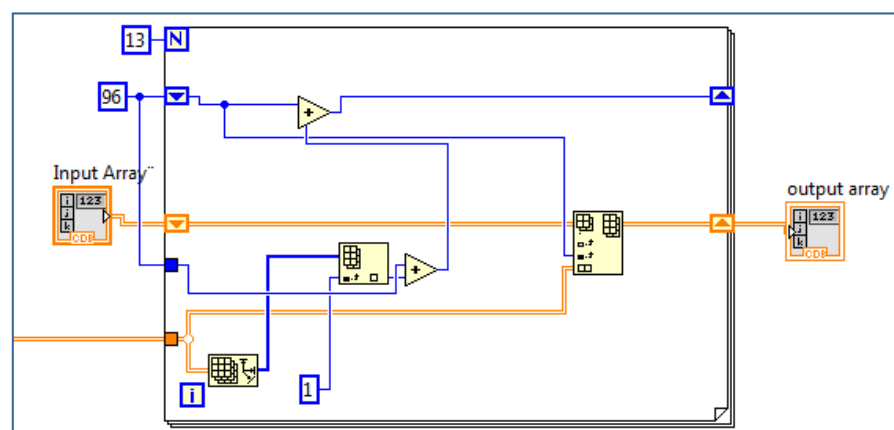 13
N
96
Input Array¨
i
j
k
123
CDB
+
output array
i
j
k
123
CDB
+
1
i